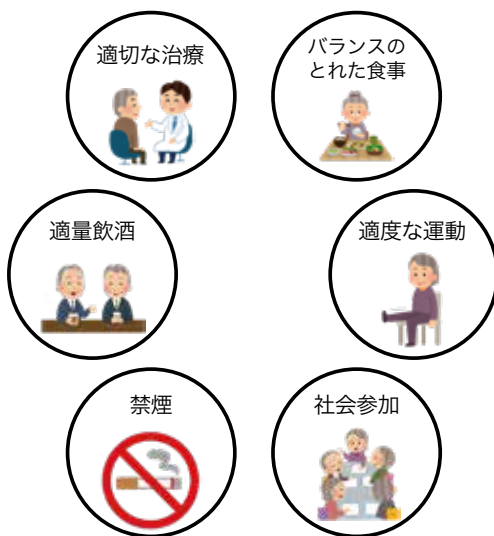 適切な治療
バランスの
とれた食事
適量飲酒
適度な運動
禁煙
社会参加